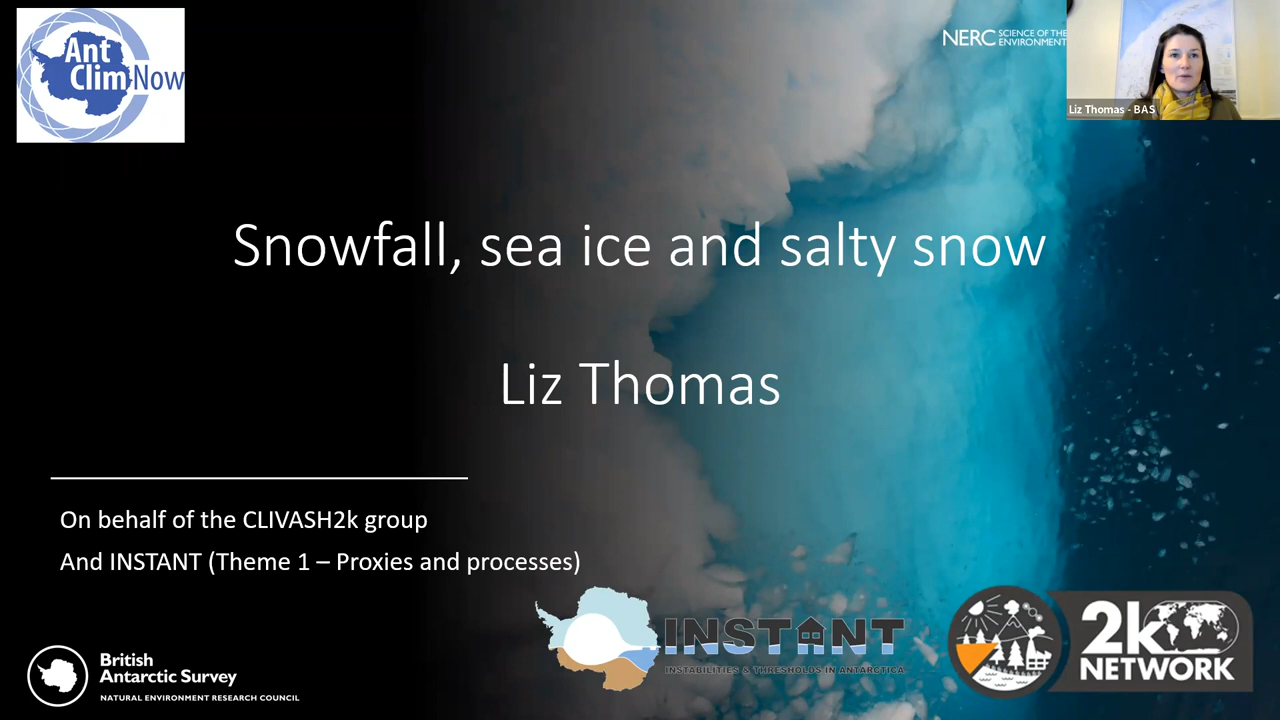 Ant
Clim Now
NERC SCIENCE OF THE
ENVIRONMENT
Liz Thomas - BAS
Snowfall, sea ice and salty snow
Liz Thomas
On behalf of the CLIVASH2k group
And INSTANT (Theme 1 – Proxies and processes)
INSTANT
INSTABILITIES & THRESHOLDS IN ANTARCTICA
2k
NETWORK
British
Antarctic Survey
NATURAL ENVIRONMENT RESEARCH COUNCIL